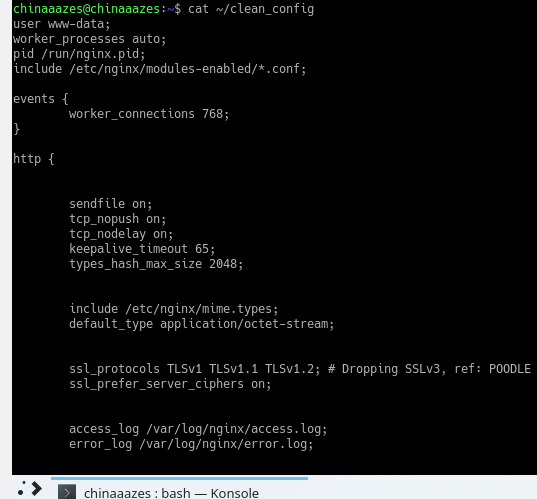 chinaaazes@chinaaazes:~$ cat ~/clean_config
user www-data;
worker_processes auto;
pid /run/nginx.pid;
include /etc/nginx/modules-enabled/*.conf;
events {
worker_connections 768;
}
http {
sendfile on;
tcp_nopush on;
tcp_nodelay on;
keepalive_timeout 65;
types_hash_max_size 2048;
include /etc/nginx/mime.types;
default_type application/octet-stream;
ssl_protocols TLSv1 TLSv1.1 TLSv1.2; # Dropping SSLv3, ref: POODLE
ssl_prefer_server_ciphers on;
access_log /var/log/nginx/access.log;
error_log /var/log/nginx/error.log;
chinaaazes : bash — Konsole